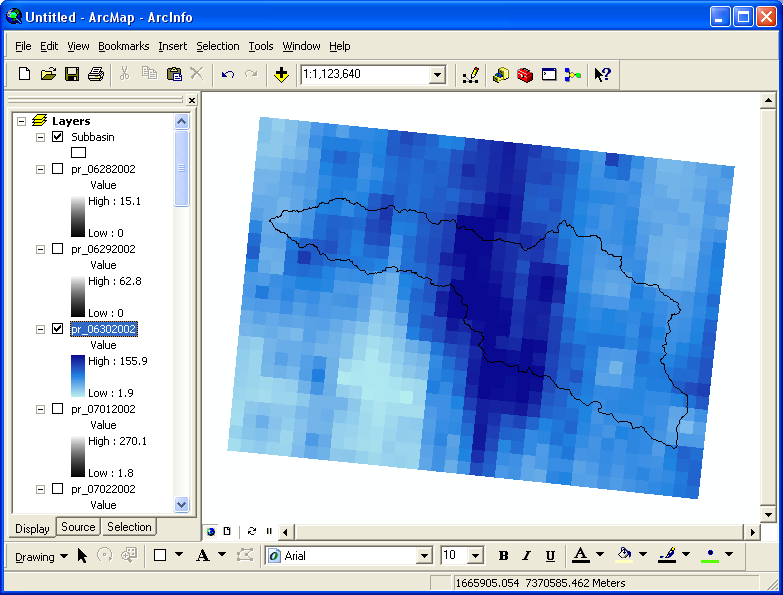 Untitled - ArcMap - ArcInfo
File Edit View Bookmarks Insert Selection Tools Window Help
1:1,123,640
Layers
Subbasin
pr_06282002
Value
High : 15.1
Low : 0
pr_06292002
Value
High : 62.8
Low : 0
pr_06302002
Value
High : 155.9
Low : 1.9
pr_07012002
Value
High : 270.1
Low : 1.8
pr_07022002
Value
Display Source Selection
Drawing A Arial 10 B I U A
1665905.054 7370585.462 Meters